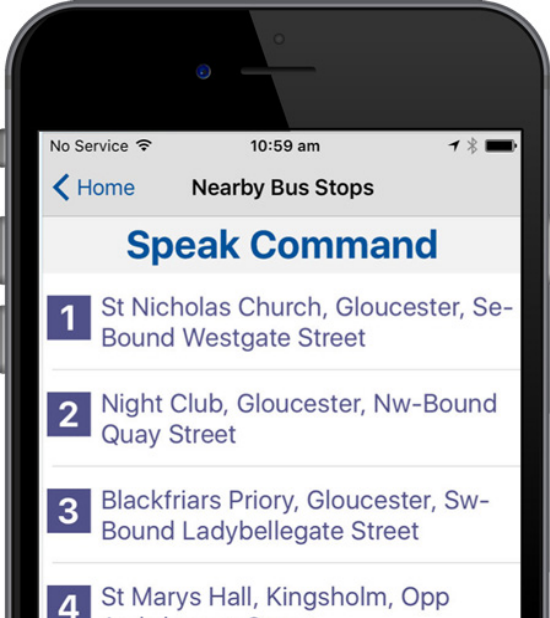 No Service
10:59 am
Home
Nearby Bus Stops
Speak Command
1
St Nicholas Church, Gloucester, Se-
Bound Westgate Street
2
Night Club, Gloucester, Nw-Bound
Quay Street
3
Blackfriars Priory, Gloucester, Sw-
Bound Ladybellegate Street
4
St Marys Hall, Kingsholm, Opp